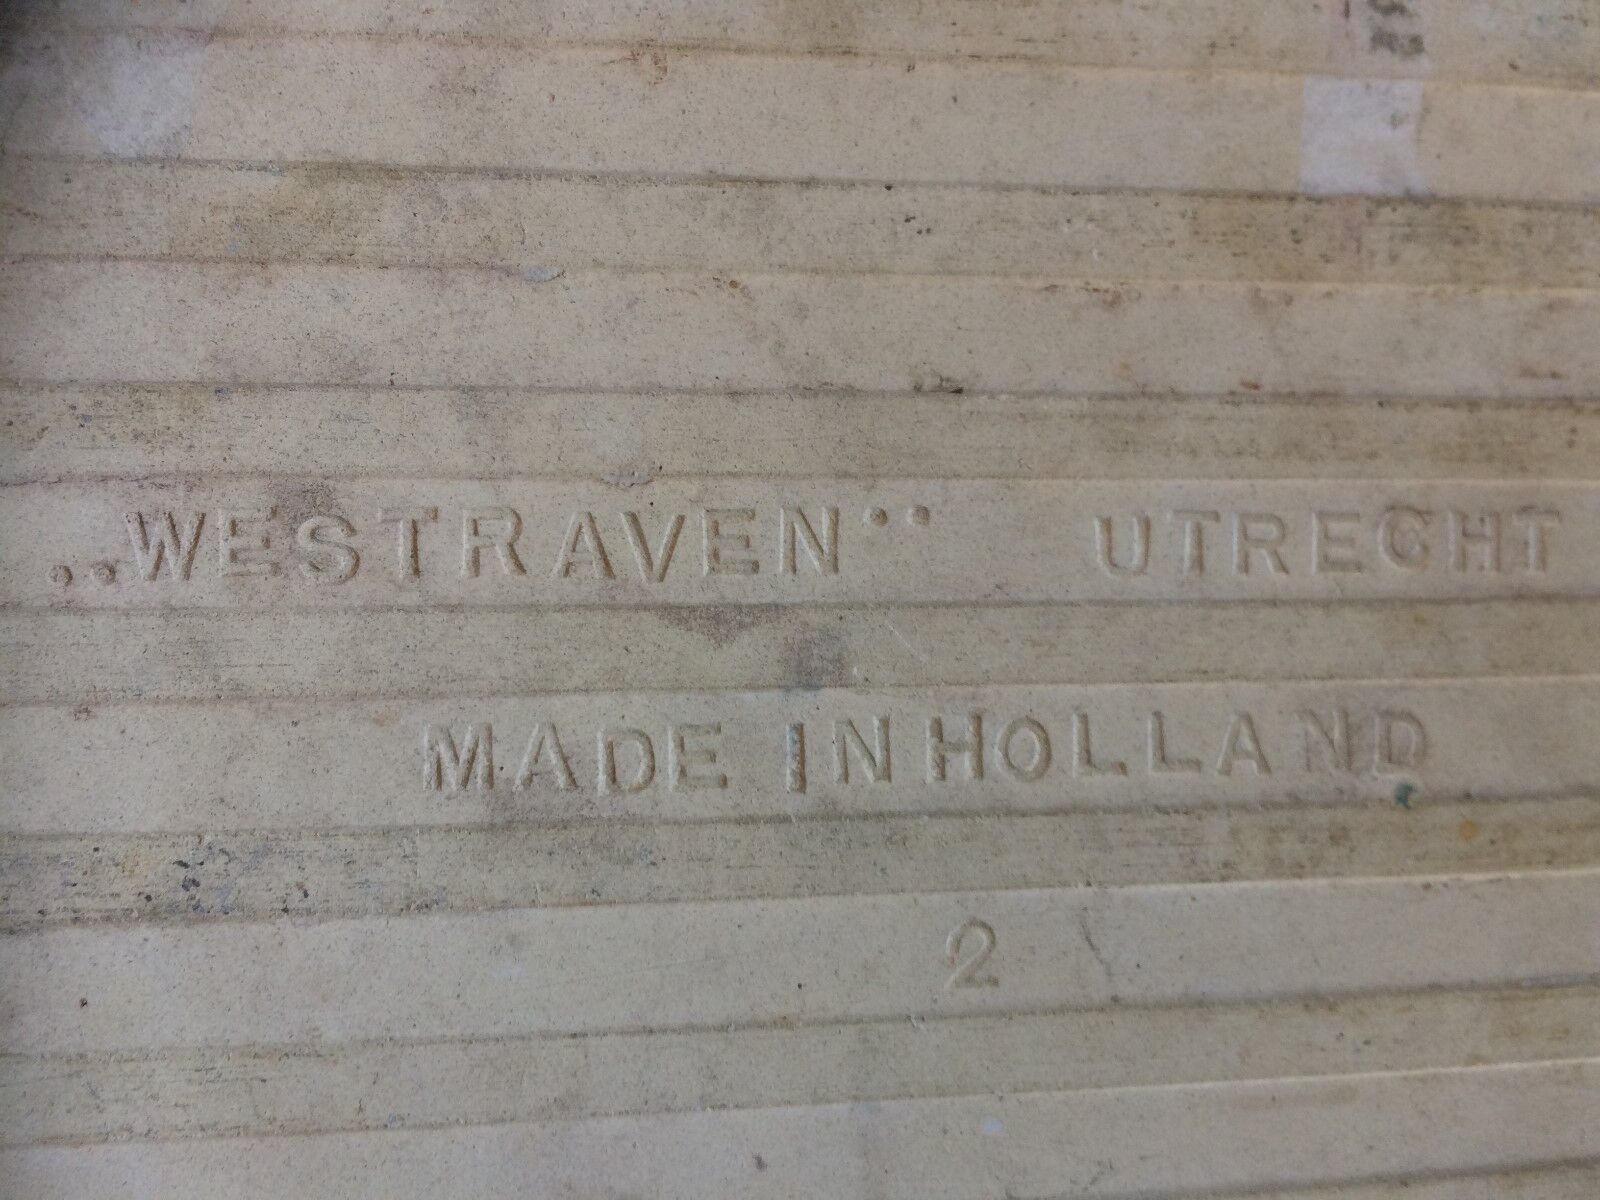 ..WESTRAVEN¨ UTRECHT
MADE IN HOLLAND
2